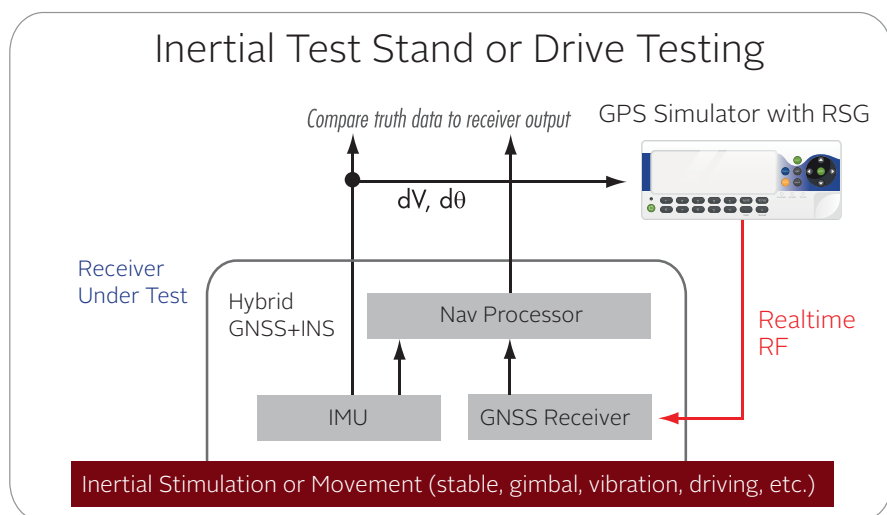 Inertial Test Stand or Drive Testing
Compare truth data to receiver output
GPS Simulator with RSG
dV, dθ
Receiver
Under Test
Hybrid
GNSS+INS
Nav Processor
Realtime
RF
IMU
GNSS Receiver
Inertial Stimulation or Movement (stable, gimbal, vibration, driving, etc.)